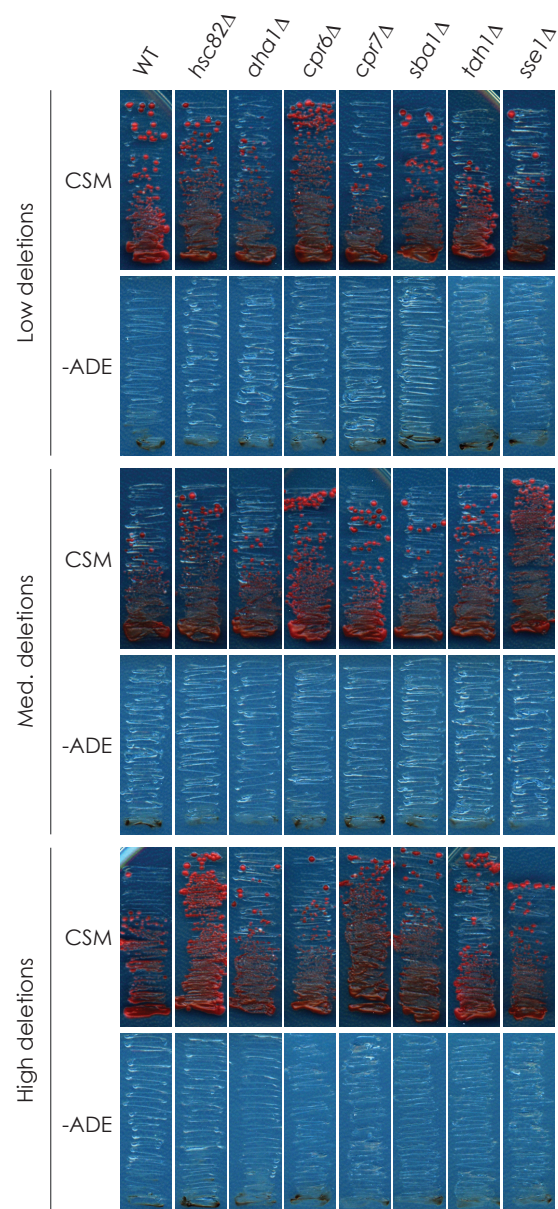 WT
hsc82Δ
aha1Δ
cpr6Δ
cpr7Δ
sba1Δ
tah1Δ
sse1Δ
Low deletions
CSM
-ADE
Med. deletions
CSM
-ADE
High deletions
CSM
-ADE